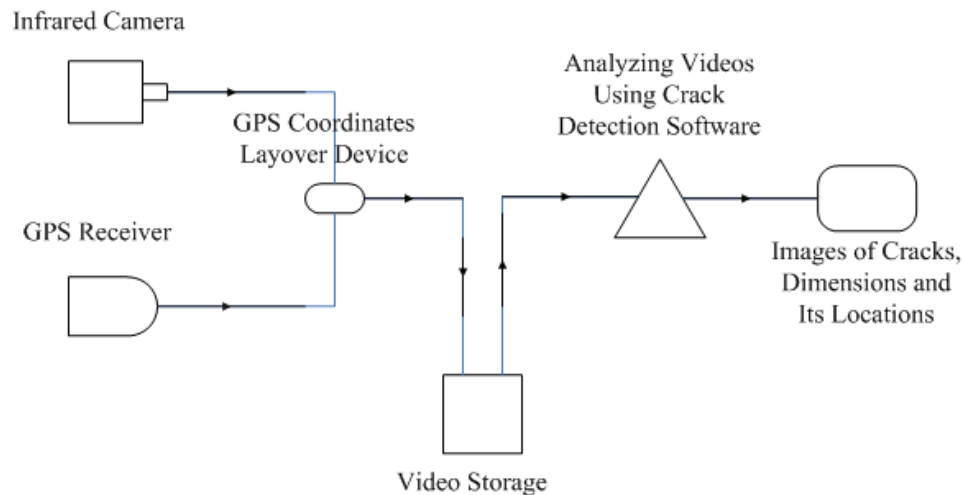 Infrared Camera
GPS Coordinates
Layover Device
GPS Receiver
Video Storage
Analyzing Videos
Using Crack
Detection Software
Images of Cracks,
Dimensions and
Its Locations